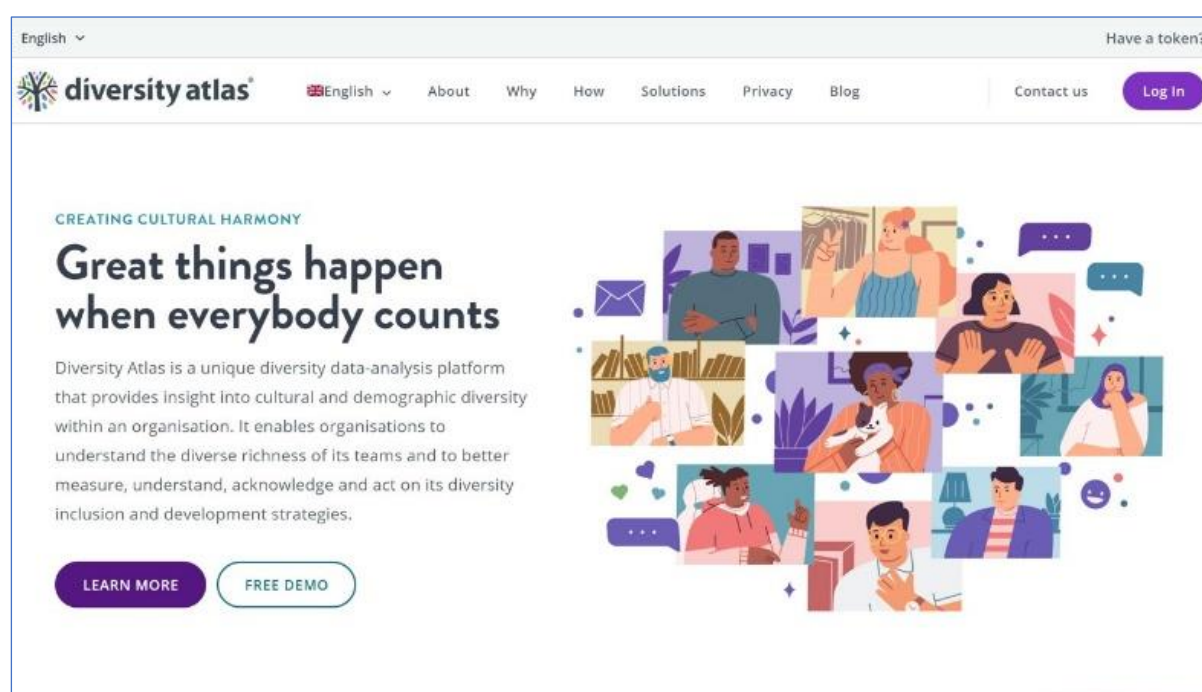 English
Have a token?
diversity atlas®
English
About
Why
How
Solutions
Privacy
Blog
Contact us
Log In
CREATING CULTURAL HARMONY
Great things happen
when everybody counts
Diversity Atlas is a unique diversity data-analysis platform
that provides insight into cultural and demographic diversity
within an organisation. It enables organisations to
understand the diverse richness of its teams and to better
measure, understand, acknowledge and act on its diversity
inclusion and development strategies.
LEARN MORE
FREE DEMO